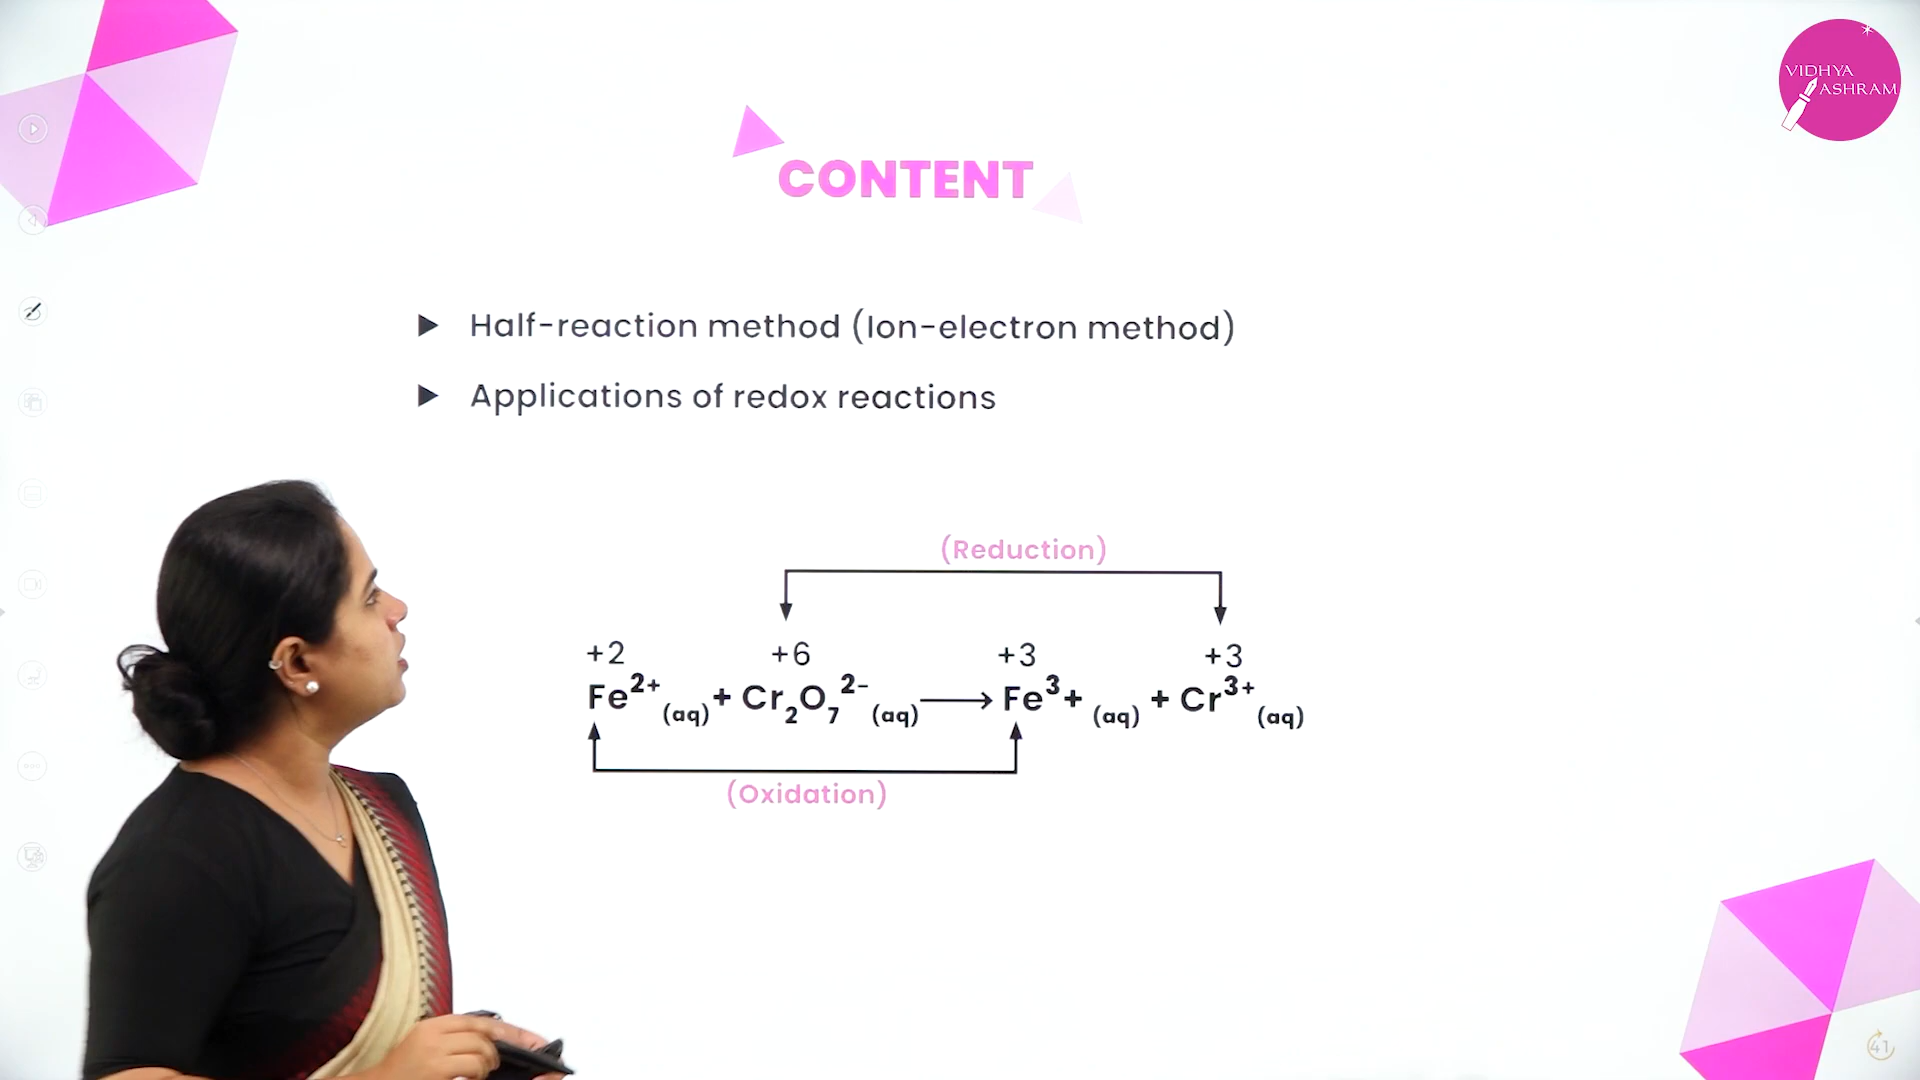 VIDHYA
ASHRAM
CONTENT
▶ Half-reaction method (Ion-electron method)
▶ Applications of redox reactions
(Reduction)
+2 +6 +3 +3
Fe²⁺(aq) + Cr₂O₇²⁻(aq) ⟶ Fe³+ (aq) + Cr³⁺(aq)
(Oxidation)
41